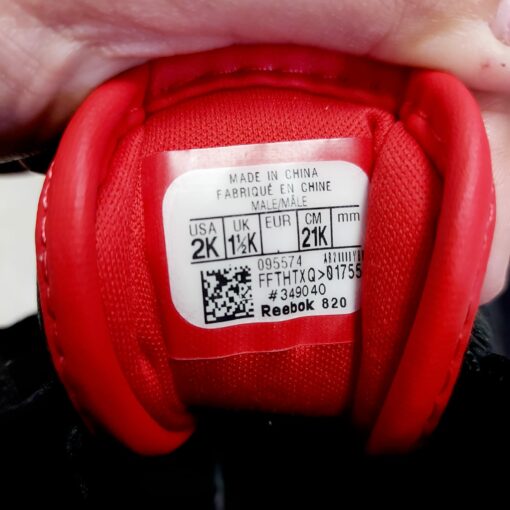 MADE IN CHINA
FABRIQUÉ EN CHINE
MALE/MÂLE
USA UK EUR CM mm
2K 1½K 21K
095574
FFTHTXQ>01755
#349040
Reebok 820